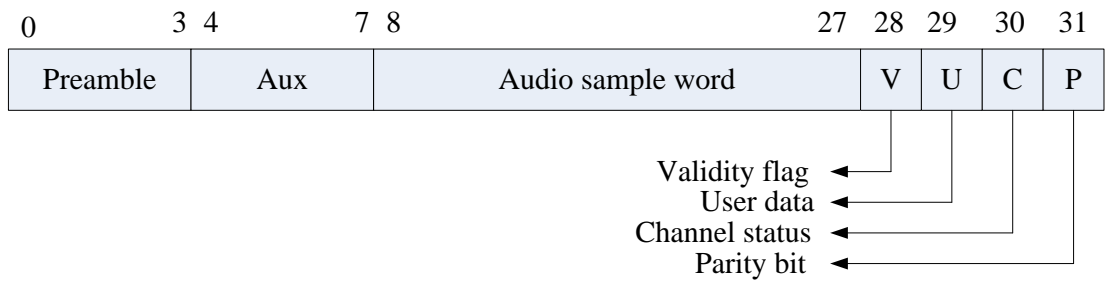 0 3 4 7 8 27 28 29 30 31
Preamble Aux Audio sample word V U C P
Validity flag
User data
Channel status
Parity bit